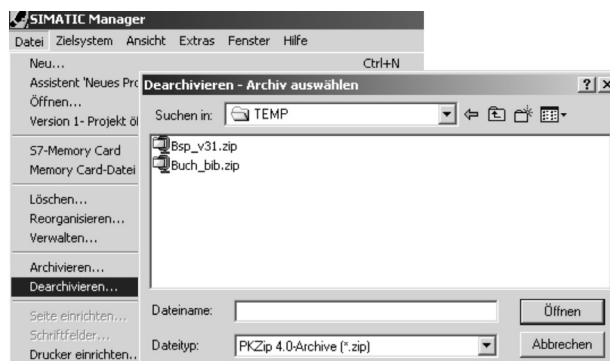 SIMATIC Manager
Datei Zielsystem Ansicht Extras Fenster Hilfe
Neu... Ctrl+N
Assistent 'Neues Pro
Öffnen...
Version 1- Projekt öf
S7-Memory Card
Memory Card-Datei
Löschen...
Reorganisieren...
Verwalten...
Archivieren...
Dearchivieren...
Seite einrichten...
Schriftfelder...
Drucker einrichten..
Dearchivieren - Archiv auswählen
Suchen in: TEMP
Bsp_v31.zip
Buch_bib.zip
Dateiname: Öffnen
Dateityp: PKZip 4.0-Archive (*.zip) Abbrechen